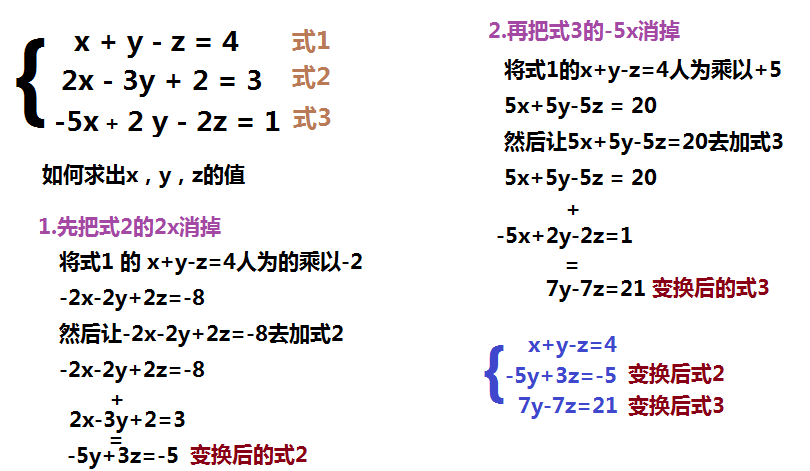 x + y - z = 4 式1
2x - 3y + 2 = 3 式2
-5x + 2 y - 2z = 1 式3
如何求出x，y，z的值
1.先把式2的2x消掉
将式1 的 x+y-z=4人为的乘以-2
-2x-2y+2z=-8
然后让-2x-2y+2z=-8去加式2
-2x-2y+2z=-8
+
2x-3y+2=3
=
-5y+3z=-5 变换后的式2
2.再把式3的-5x消掉
将式1的x+y-z=4人为乘以+5
5x+5y-5z = 20
然后让5x+5y-5z=20去加式3
5x+5y-5z = 20
+
-5x+2y-2z=1
=
7y-7z=21 变换后的式3
x+y-z=4
-5y+3z=-5 变换后式2
7y-7z=21 变换后式3